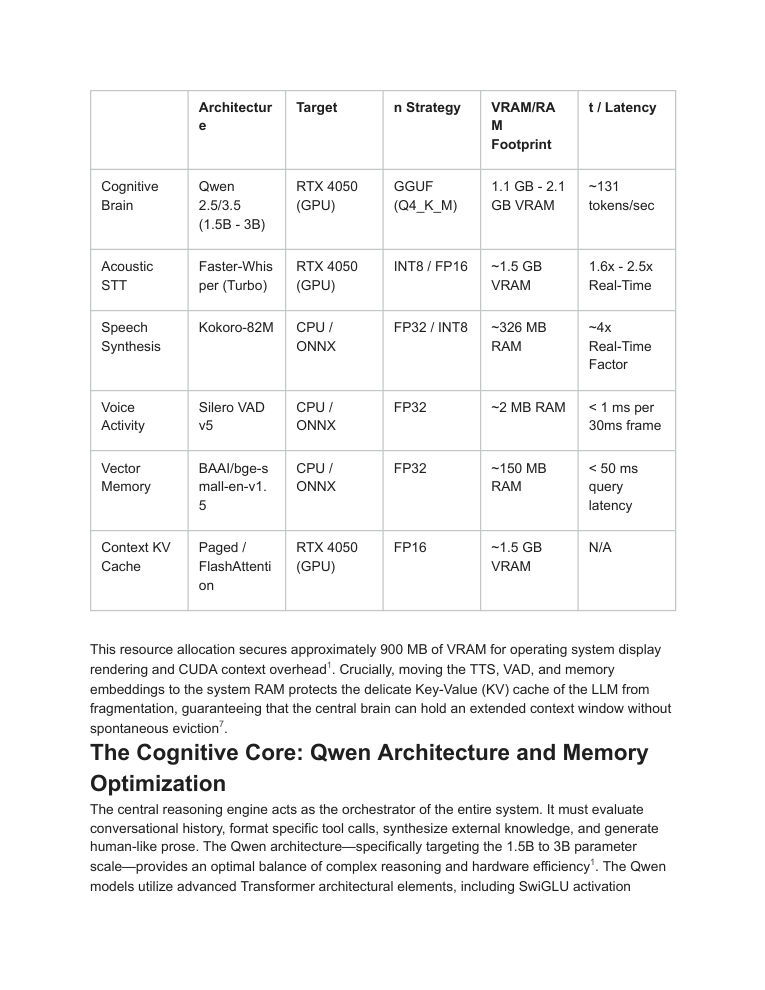 Architectur
e
Target
n Strategy
VRAM/RA
M
Footprint
t / Latency
Cognitive
Brain
Qwen
2.5/3.5
(1.5B - 3B)
RTX 4050
(GPU)
GGUF
(Q4_K_M)
1.1 GB - 2.1
GB VRAM
~131
tokens/sec
Acoustic
STT
Faster-Whis
per (Turbo)
RTX 4050
(GPU)
INT8 / FP16
~1.5 GB
VRAM
1.6x - 2.5x
Real-Time
Speech
Synthesis
Kokoro-82M
CPU /
ONNX
FP32 / INT8
~326 MB
RAM
~4x
Real-Time
Factor
Voice
Activity
Silero VAD
v5
CPU /
ONNX
FP32
~2 MB RAM
< 1 ms per
30ms frame
Vector
Memory
BAAI/bge-s
mall-en-v1.
5
CPU /
ONNX
FP32
~150 MB
RAM
< 50 ms
query
latency
Context KV
Cache
Paged /
FlashAttenti
on
RTX 4050
(GPU)
FP16
~1.5 GB
VRAM
N/A
This resource allocation secures approximately 900 MB of VRAM for operating system display
rendering and CUDA context overhead1. Crucially, moving the TTS, VAD, and memory
embeddings to the system RAM protects the delicate Key-Value (KV) cache of the LLM from
fragmentation, guaranteeing that the central brain can hold an extended context window without
spontaneous eviction7.
The Cognitive Core: Qwen Architecture and Memory
Optimization
The central reasoning engine acts as the orchestrator of the entire system. It must evaluate
conversational history, format specific tool calls, synthesize external knowledge, and generate
human-like prose. The Qwen architecture—specifically targeting the 1.5B to 3B parameter
scale—provides an optimal balance of complex reasoning and hardware efficiency1. The Qwen
models utilize advanced Transformer architectural elements, including SwiGLU activation